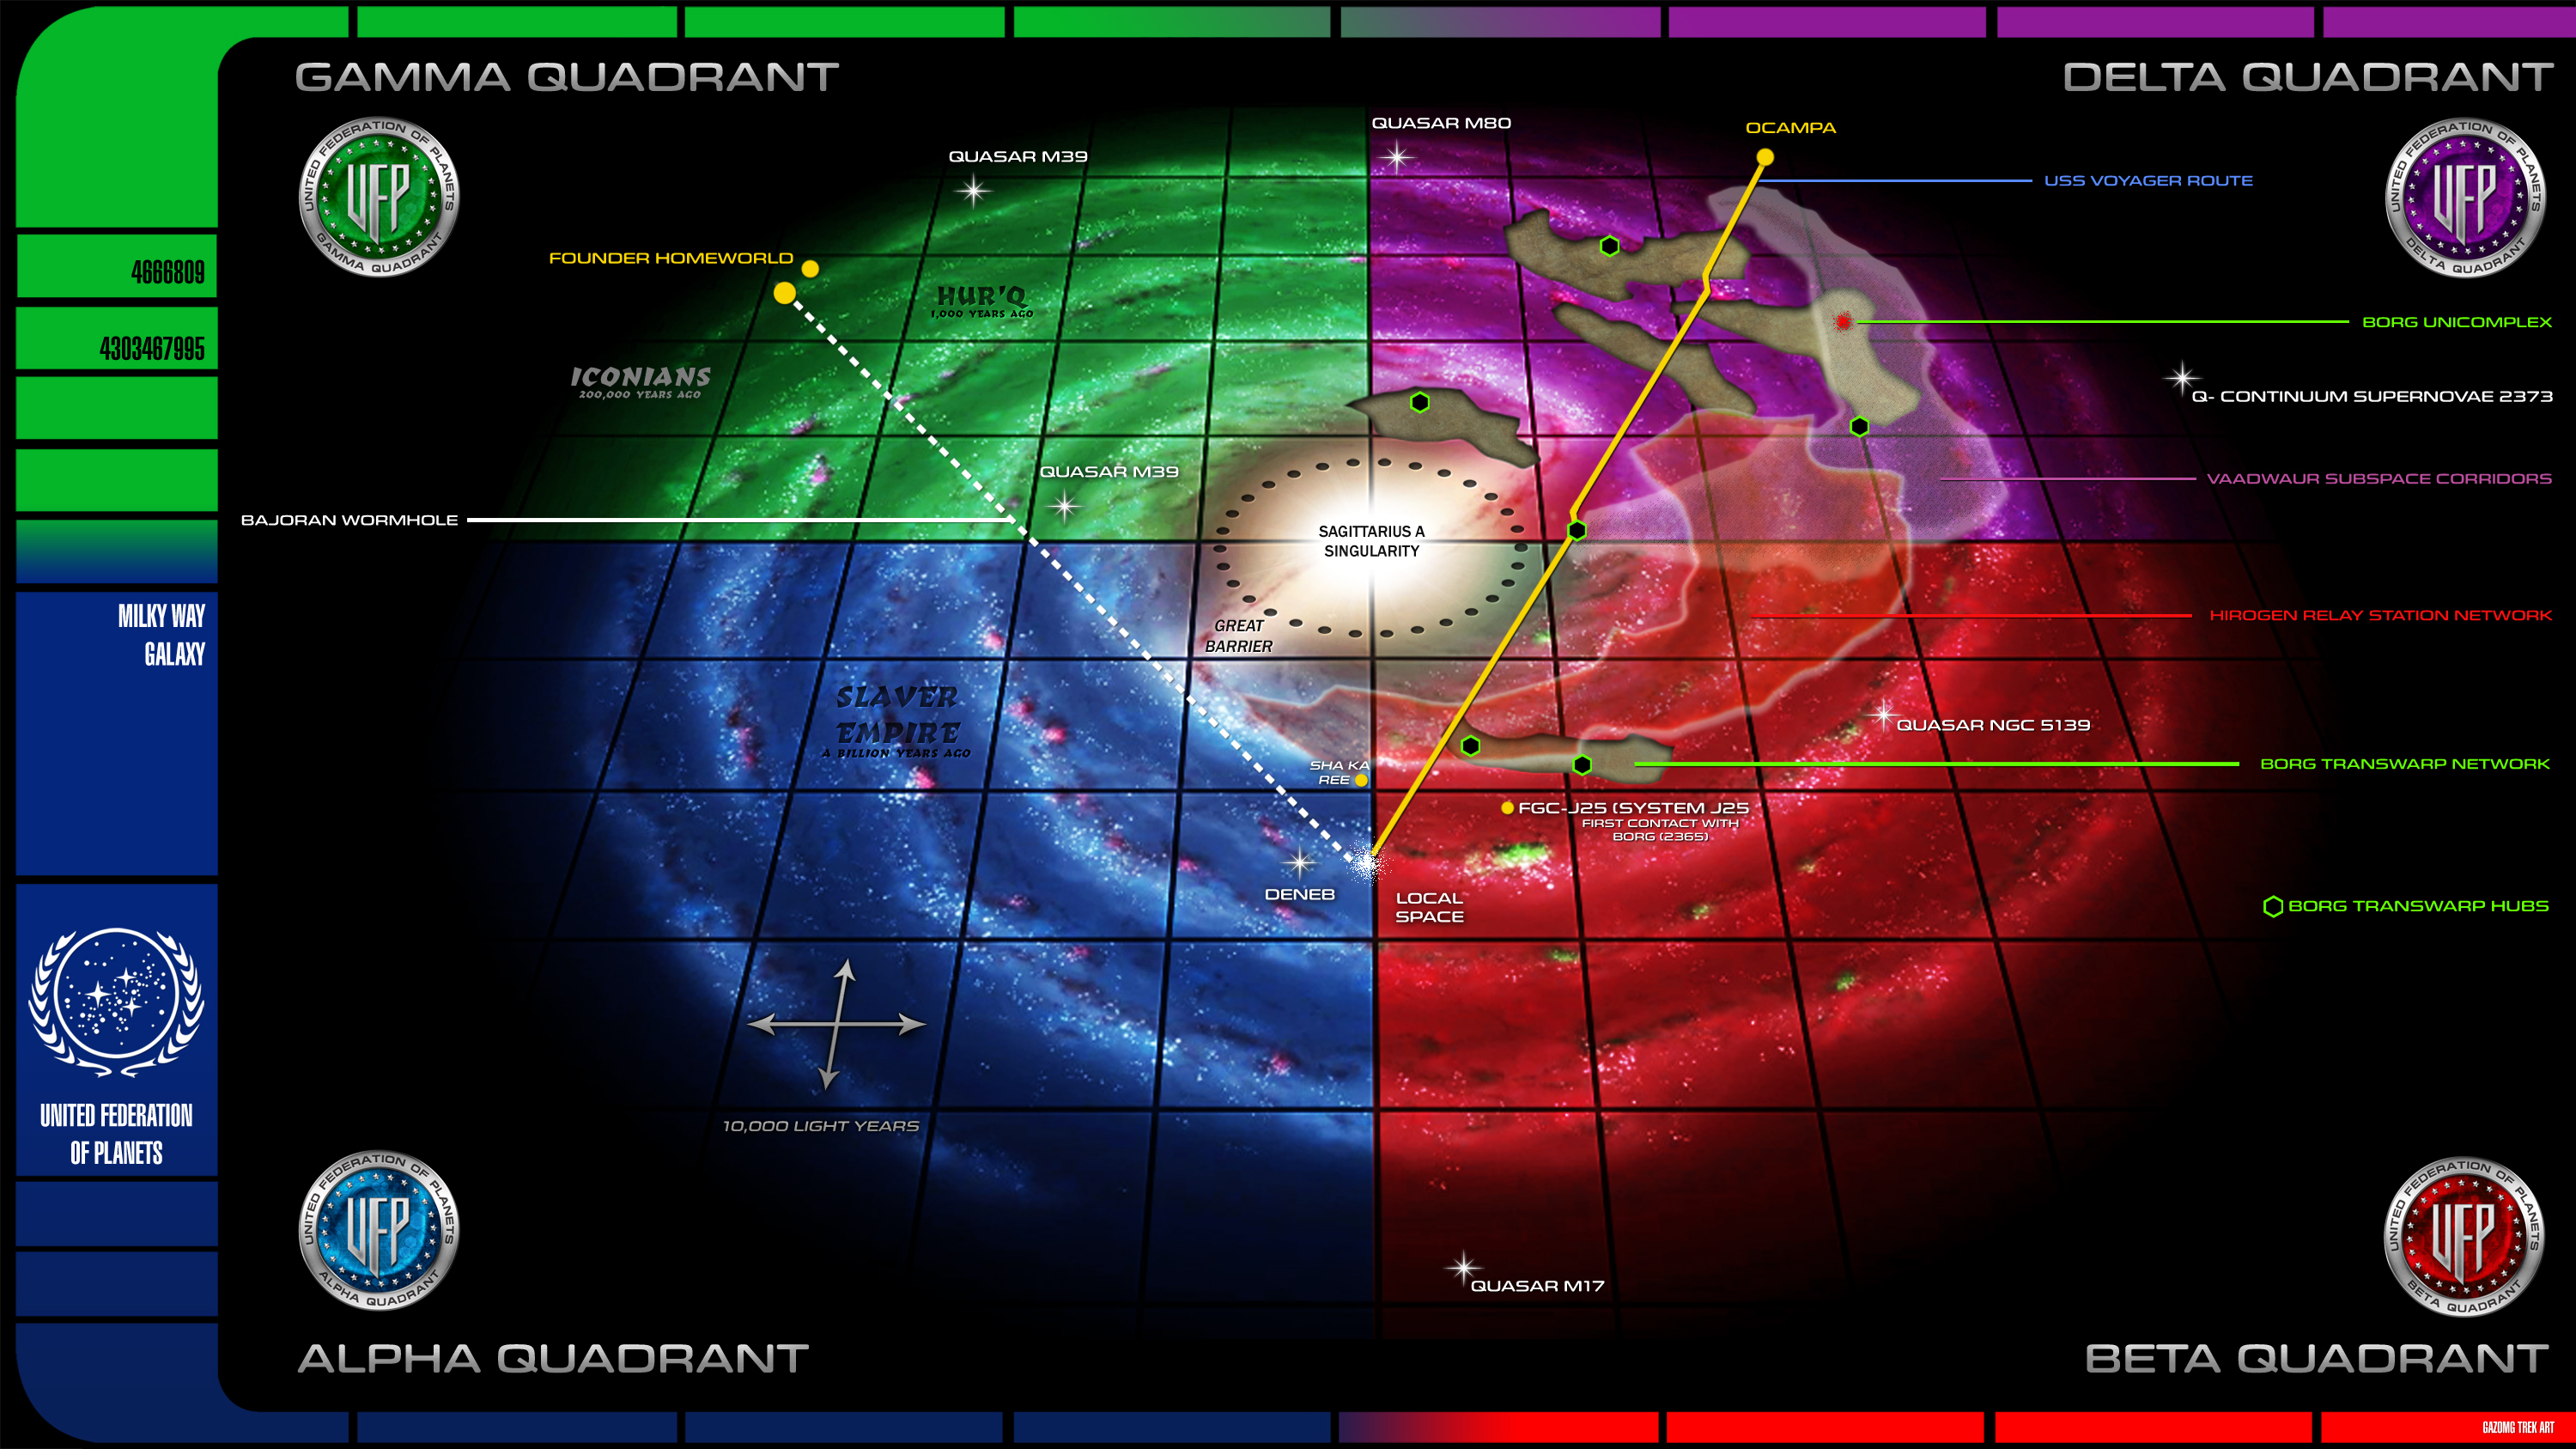 GAMMA QUADRANT
DELTA QUADRANT
UNITED FEDERATION OF PLANETS
UFP
GAMMA QUADRANT
UNITED FEDERATION OF PLANETS
UFP
DELTA QUADRANT
QUASAR M80
OCAMPA
QUASAR M39
USS VOYAGER ROUTE
FOUNDER HOMEWORLD
4666809
HUR'Q
1,000 YEARS AGO
BORG UNICOMPLEX
4303467995
ICONIANS
200,000 YEARS AGO
Q- CONTINUUM SUPERNOVAE 2373
QUASAR M39
VAADWAUR SUBSPACE CORRIDORS
BAJORAN WORMHOLE
SAGITTARIUS A
SINGULARITY
MILKY WAY
GALAXY
GREAT
BARRIER
HIROGEN RELAY STATION NETWORK
SLAVER
EMPIRE
A BILLION YEARS AGO
QUASAR NGC 5139
SHA KA
REE
BORG TRANSWARP NETWORK
FGC-J25 (SYSTEM J25
FIRST CONTACT WITH
BORG (2365)
DENEB
LOCAL
SPACE
BORG TRANSWARP HUBS
10,000 LIGHT YEARS
UNITED FEDERATION
OF PLANETS
UNITED FEDERATION OF PLANETS
UFP
ALPHA QUADRANT
UNITED FEDERATION OF PLANETS
UFP
BETA QUADRANT
QUASAR M17
ALPHA QUADRANT
BETA QUADRANT
GAZOMG TREK ART